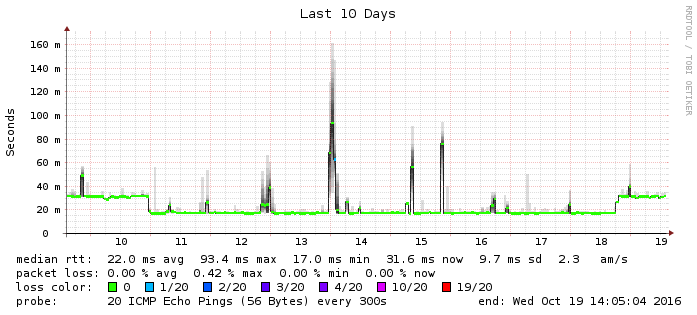 Last 10 Days
RRDTOOL / TOBI OETIKER
Seconds
160 m
140 m
120 m
100 m
80 m
60 m
40 m
20 m
0
10 11 12 13 14 15 16 17 18 19
median rtt: 22.0 ms avg 93.4 ms max 17.0 ms min 31.6 ms now 9.7 ms sd 2.3 am/s
packet loss: 0.00 % avg 0.42 % max 0.00 % min 0.00 % now
loss color: 0 1/20 2/20 3/20 4/20 10/20 19/20
probe: 20 ICMP Echo Pings (56 Bytes) every 300s end: Wed Oct 19 14:05:04 2016